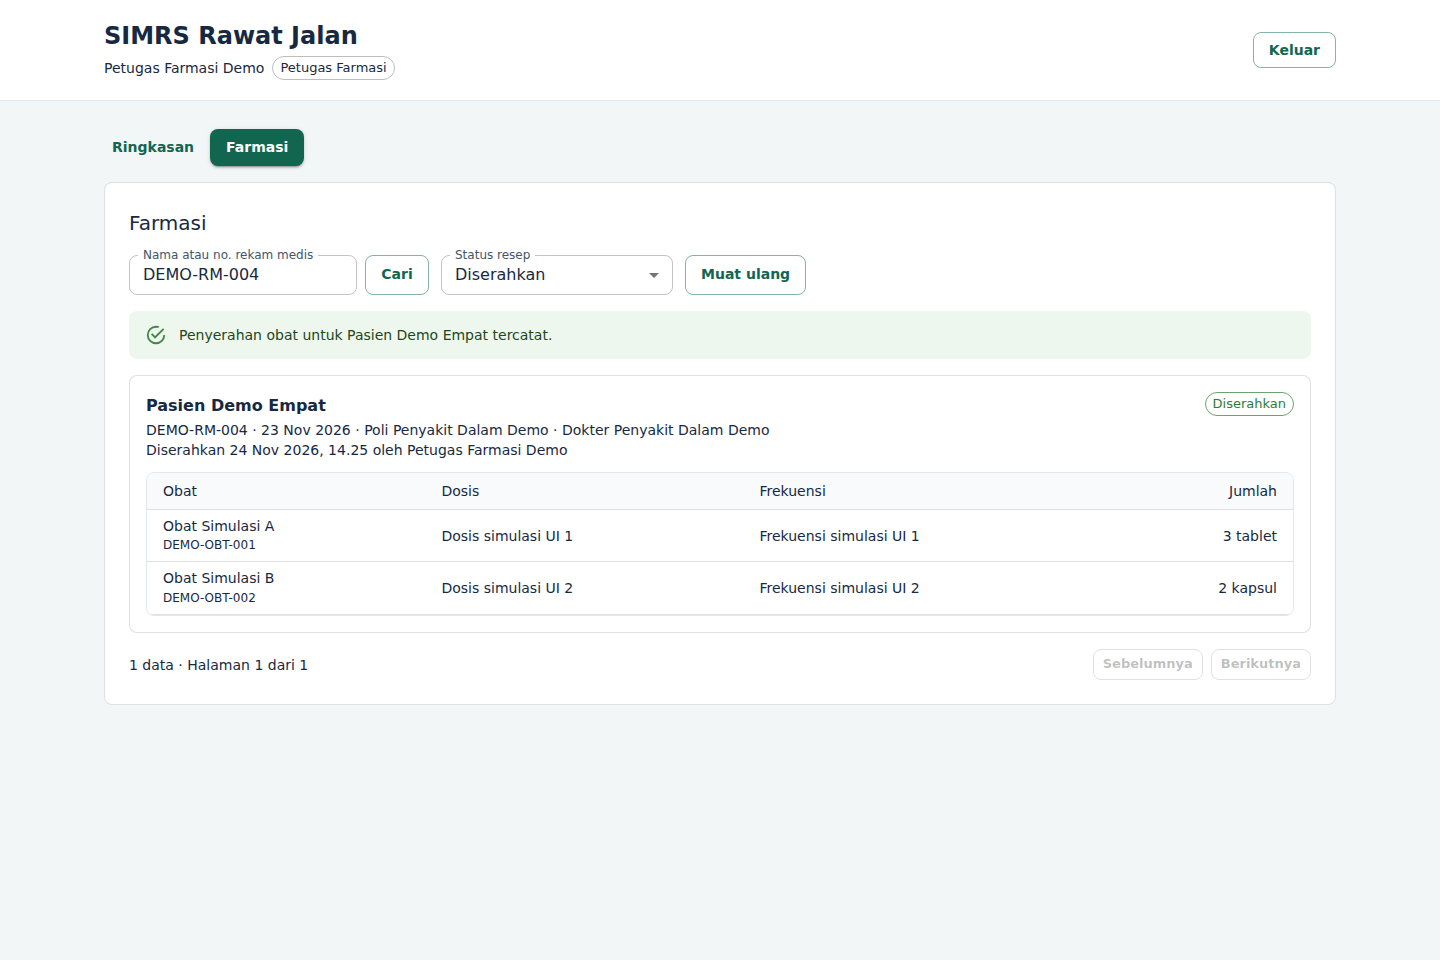 SIMRS Rawat Jalan
Petugas Farmasi Demo Petugas Farmasi
Keluar
Ringkasan Farmasi
Farmasi
Nama atau no. rekam medis Status resep
DEMO-RM-004 Cari Diserahkan Muat ulang
Penyerahan obat untuk Pasien Demo Empat tercatat.
Pasien Demo Empat Diserahkan
DEMO-RM-004 · 23 Nov 2026 · Poli Penyakit Dalam Demo · Dokter Penyakit Dalam Demo
Diserahkan 24 Nov 2026, 14.25 oleh Petugas Farmasi Demo
Obat Dosis Frekuensi Jumlah
Obat Simulasi A
DEMO-OBT-001
Dosis simulasi UI 1 Frekuensi simulasi UI 1 3 tablet
Obat Simulasi B
DEMO-OBT-002
Dosis simulasi UI 2 Frekuensi simulasi UI 2 2 kapsul
1 data · Halaman 1 dari 1 Sebelumnya Berikutnya